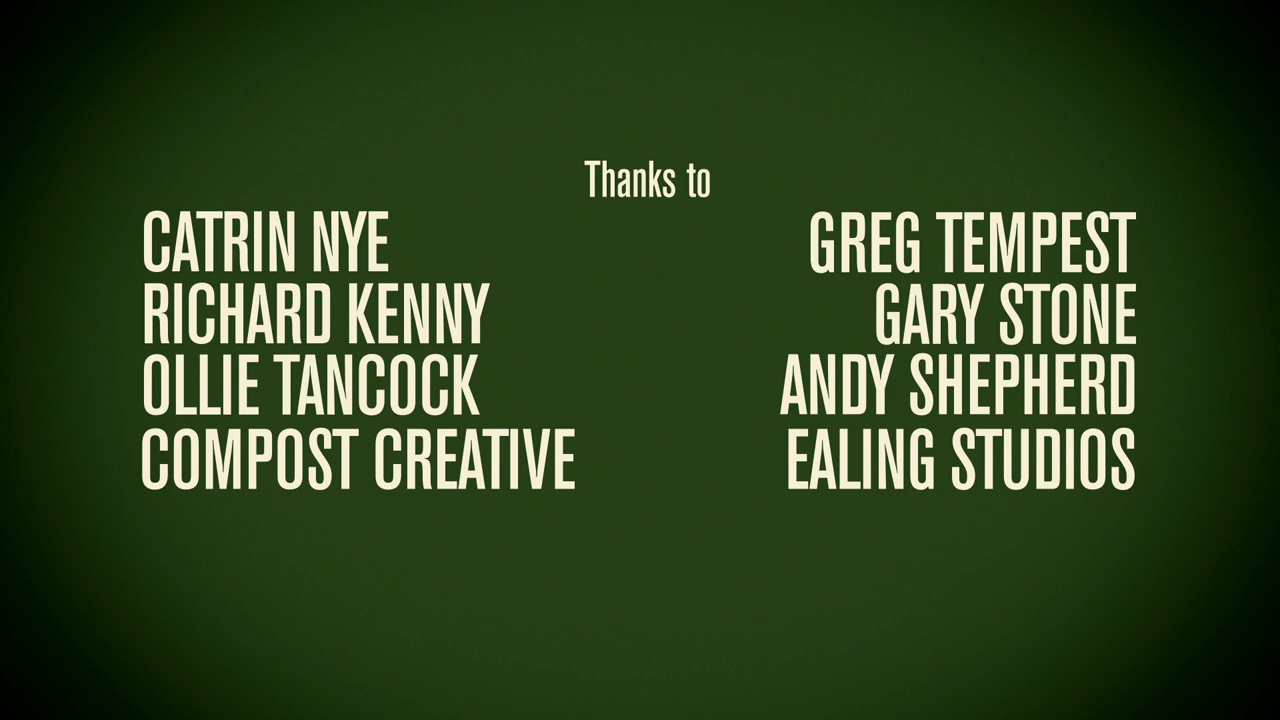 Thanks to
CATRIN NYE
GREG TEMPEST
RICHARD KENNY
GARY STONE
OLLIE TANCOCK
ANDY SHEPHERD
COMPOST CREATIVE
EALING STUDIOS